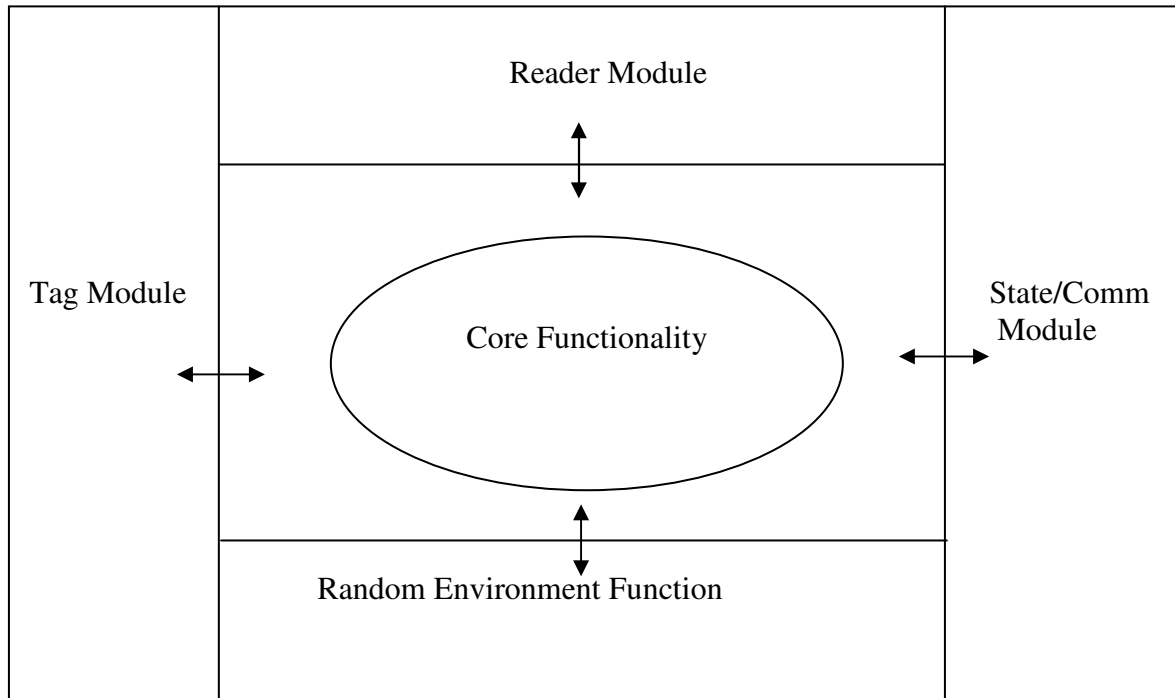 Reader Module
Tag Module
State/Comm
Module
Core Functionality
Random Environment Function